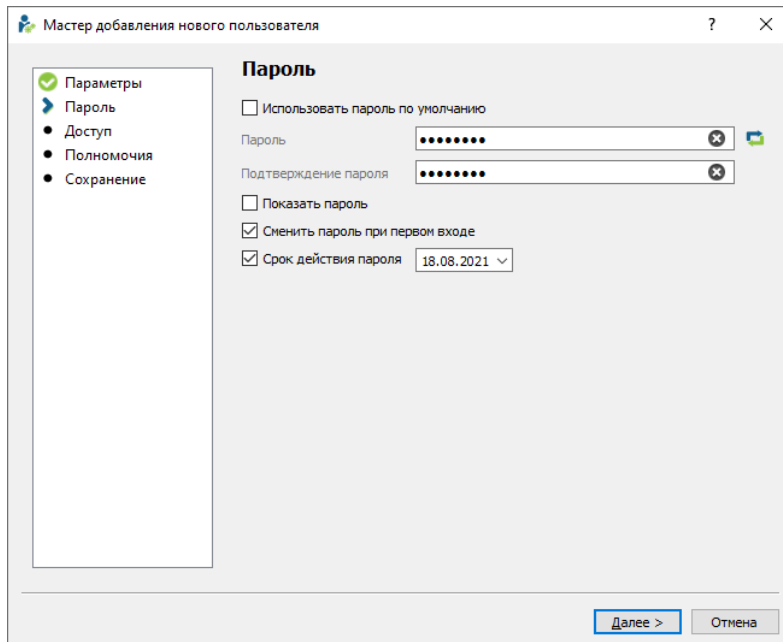 Мастер добавления нового пользователя
?
Параметры
Пароль
Доступ
Полномочия
Сохранение
Пароль
Использовать пароль по умолчанию
Пароль ••••••••
Подтверждение пароля ••••••••
Показать пароль
Сменить пароль при первом входе
Срок действия пароля 18.08.2021
Далее > Отмена